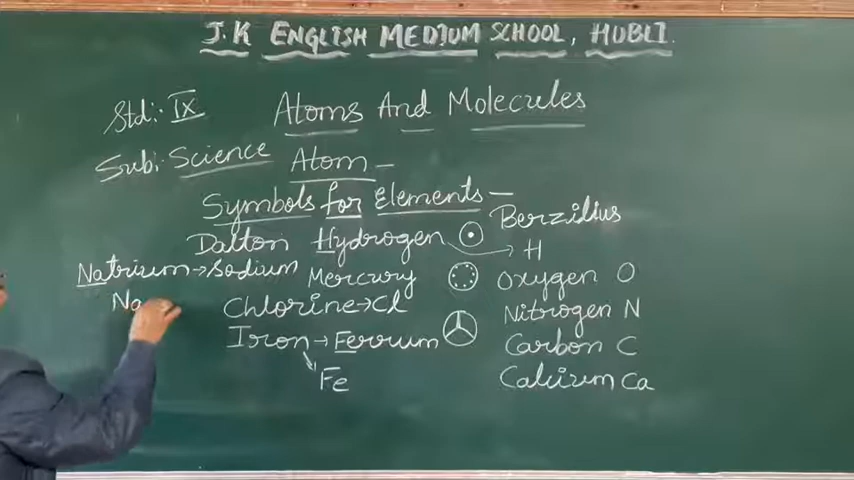 J.K ENGLISH MEDIUM SCHOOL, HUBLI.
Std:- IX Atoms And Molecules
Sub:- Science Atom -
Symbols for Elements - Berzilius
Dalton Hydrogen → H
Natrium → Sodium Mercury Oxygen O
Na Chlorine → Cl Nitrogen N
Iron → Ferrum Carbon C
Fe Calcium Ca